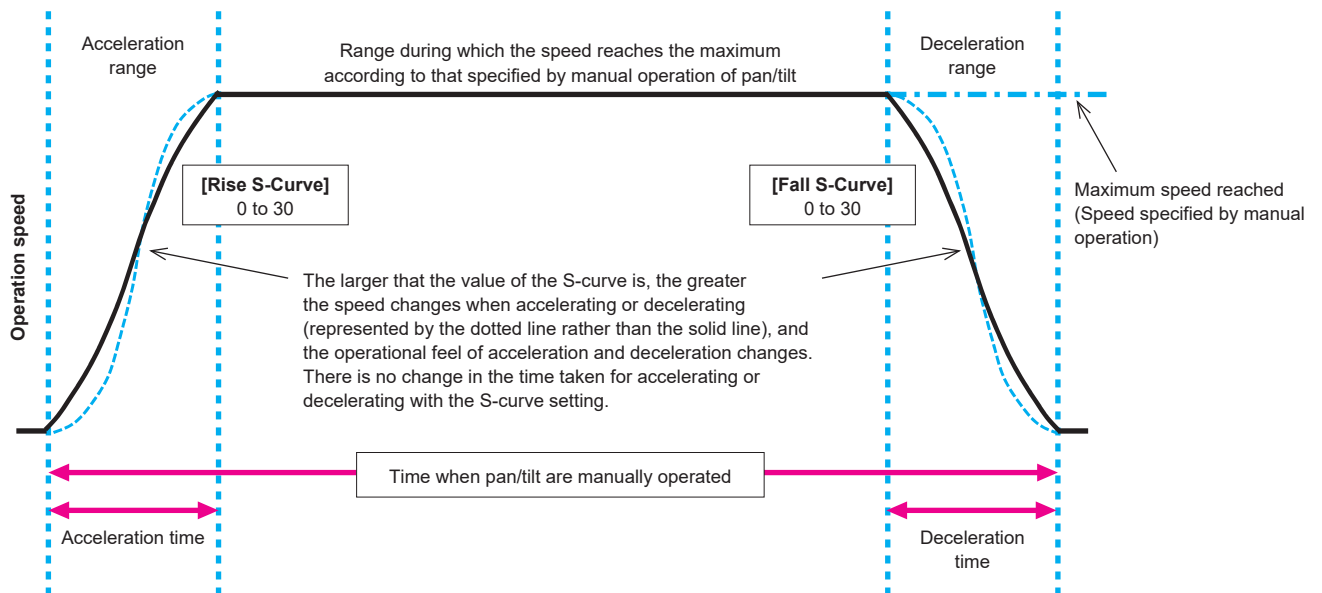 Acceleration
range
Range during which the speed reaches the maximum
according to that specified by manual operation of pan/tilt
Deceleration
range
[Rise S-Curve]
0 to 30
[Fall S-Curve]
0 to 30
Maximum speed reached
(Speed specified by manual
operation)
Operation speed
The larger that the value of the S-curve is, the greater
the speed changes when accelerating or decelerating
(represented by the dotted line rather than the solid line), and
the operational feel of acceleration and deceleration changes.
There is no change in the time taken for accelerating or
decelerating with the S-curve setting.
Time when pan/tilt are manually operated
Acceleration time
Deceleration
time